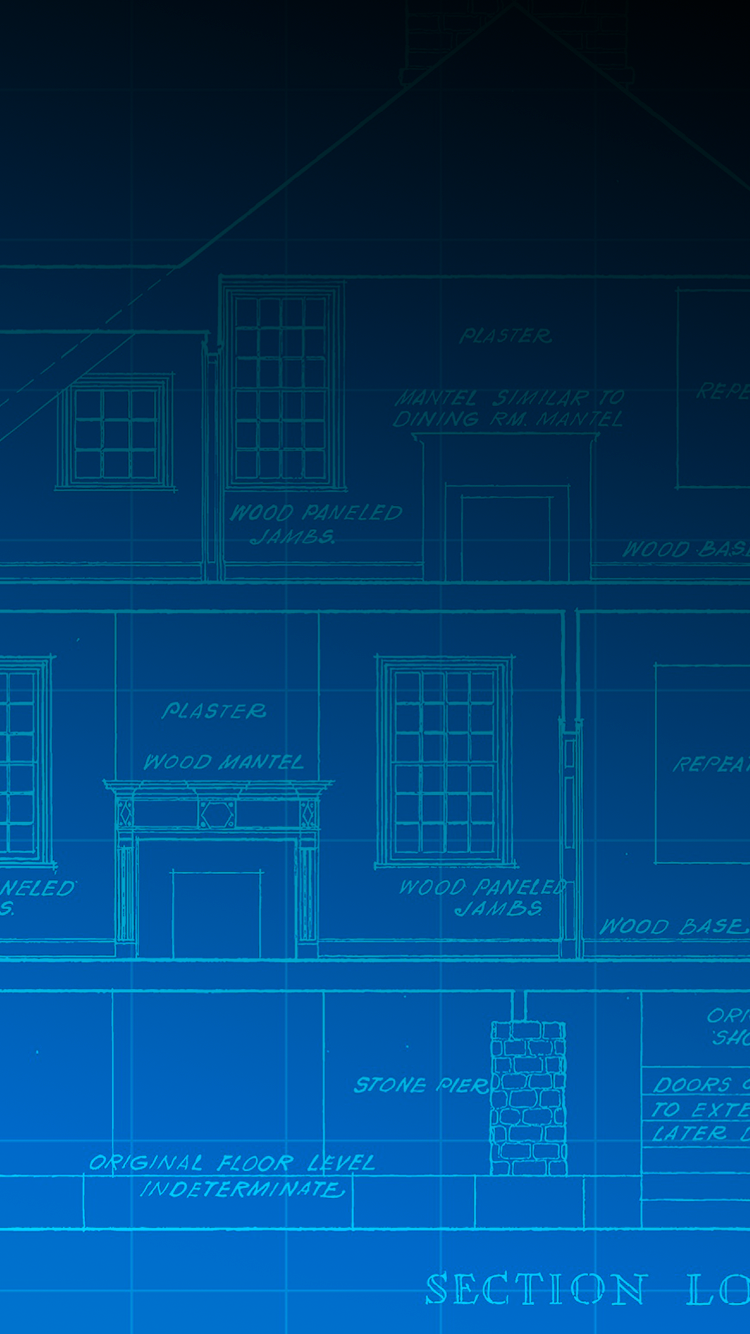 PLASTER
MANTEL SIMILAR TO
DINING RM. MANTEL
REPE
WOOD PANELED
JAMBS.
WOOD BASE
PLASTER
WOOD MANTEL
REPEAT
NELED
S.
WOOD PANELED
JAMBS.
WOOD BASE
ORI
SHO
STONE PIER
DOORS
TO EXTE
LATER
ORIGINAL FLOOR LEVEL
INDETERMINATE
SECTION LO